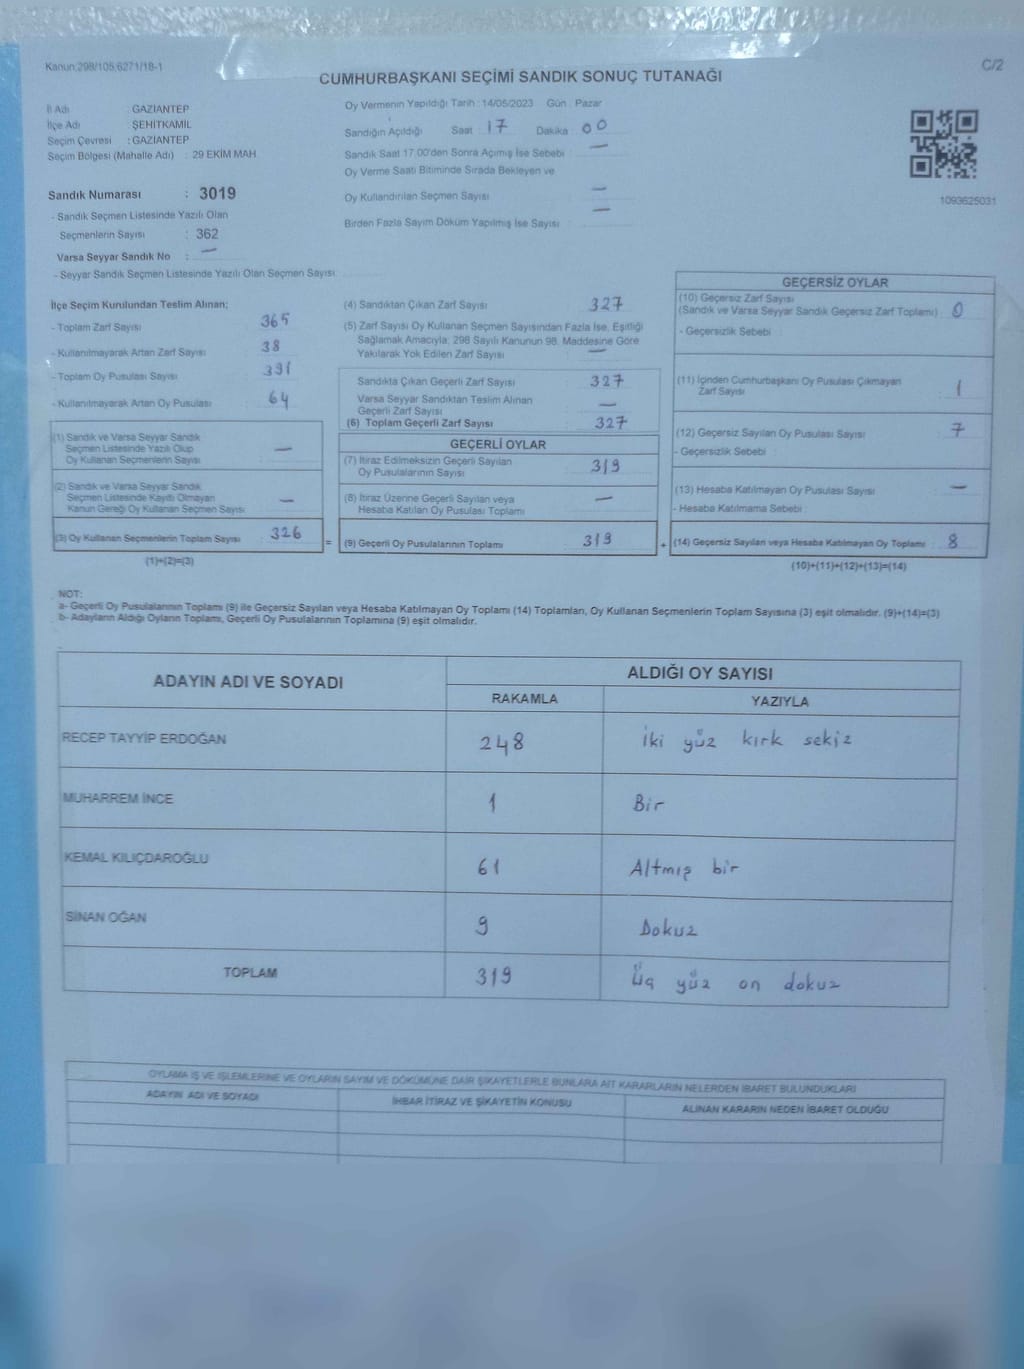 Kanun:298/105,6271/18-1
C/2
CUMHURBAŞKANI SEÇİMİ SANDIK SONUÇ TUTANAĞI
İl Adı : GAZİANTEP
İlçe Adı : ŞEHİTKAMİL
Seçim Çevresi : GAZİANTEP
Seçim Bölgesi (Mahalle Adı) : 29 EKİM MAH.
Sandık Numarası : 3019
- Sandık Seçmen Listesinde Yazılı Olan
Seçmenlerin Sayısı : 362
Varsa Seyyar Sandık No : —
- Seyyar Sandık Seçmen Listesinde Yazılı Olan Seçmen Sayısı:
Oy Vermenin Yapıldığı Tarih : 14/05/2023 Gün : Pazar
Sandığın Açıldığı Saat : 17 Dakika : 00
Sandık Saat 17:00'den Sonra Açımış İse Sebebi : —
Oy Verme Saati Bitiminde Sırada Bekleyen ve
Oy Kullandırılan Seçmen Sayısı : —
Birden Fazla Sayım Döküm Yapılmış İse Sayısı : —
1093625031
İlçe Seçim Kurulundan Teslim Alınan;
- Toplam Zarf Sayısı : 365
- Kullanılmayarak Artan Zarf Sayısı : 38
- Toplam Oy Pusulası Sayısı : 391
- Kullanılmayarak Artan Oy Pusulası : 64
(1) Sandık ve Varsa Seyyar Sandık
Seçmen Listesinde Yazılı Olup
Oy Kullanan Seçmenlerin Sayısı : —
(2) Sandık ve Varsa Seyyar Sandık
Seçmen Listesinde Kayıtlı Olmayan
Kanun Gereği Oy Kullanan Seçmen Sayısı : —
(3) Oy Kullanan Seçmenlerin Toplam Sayısı : 326
(1)+(2)=(3)
=
(4) Sandıktan Çıkan Zarf Sayısı : 327
(5) Zarf Sayısı Oy Kullanan Seçmen Sayısından Fazla İse, Eşitliği
Sağlamak Amacıyla; 298 Sayılı Kanunun 98. Maddesine Göre
Yakılarak Yok Edilen Zarf Sayısı : —
Sandıkta Çıkan Geçerli Zarf Sayısı : 327
Varsa Seyyar Sandıktan Teslim Alınan
Geçerli Zarf Sayısı : —
(6) Toplam Geçerli Zarf Sayısı : 327
GEÇERLİ OYLAR
(7) İtiraz Edilmeksizin Geçerli Sayılan
Oy Pusulalarının Sayısı : 319
(8) İtiraz Üzerine Geçerli Sayılan veya
Hesaba Katılan Oy Pusulası Toplamı : —
(9) Geçerli Oy Pusulalarının Toplamı : 319
+
GEÇERSİZ OYLAR
(10) Geçersiz Zarf Sayısı
(Sandık ve Varsa Seyyar Sandık Geçersiz Zarf Toplamı) : 0
- Geçersizlik Sebebi :
(11) İçinden Cumhurbaşkanı Oy Pusulası Çıkmayan
Zarf Sayısı : 1
(12) Geçersiz Sayılan Oy Pusulası Sayısı : 7
- Geçersizlik Sebebi :
(13) Hesaba Katılmayan Oy Pusulası Sayısı : —
- Hesaba Katılmama Sebebi :
(14) Geçersiz Sayılan veya Hesaba Katılmayan Oy Toplamı : 8
(10)+(11)+(12)+(13)=(14)
NOT:
a- Geçerli Oy Pusulalarının Toplamı (9) ile Geçersiz Sayılan veya Hesaba Katılmayan Oy Toplamı (14) Toplamları, Oy Kullanan Seçmenlerin Toplam Sayısına (3) eşit olmalıdır. (9)+(14)=(3)
b- Adayların Aldığı Oyların Toplamı, Geçerli Oy Pusulalarının Toplamına (9) eşit olmalıdır.
ADAYIN ADI VE SOYADI
ALDIĞI OY SAYISI
RAKAMLA YAZIYLA
RECEP TAYYİP ERDOĞAN 248 İki yüz kırk sekiz
MUHARREM İNCE 1 Bir
KEMAL KILIÇDAROĞLU 61 Altmış bir
SİNAN OĞAN 9 Dokuz
TOPLAM 319 Üç yüz on dokuz
OYLAMA İŞ VE İŞLEMLERİNE VE OYLARIN SAYIM VE DÖKÜMÜNE DAİR ŞİKAYETLERLE BUNLARA AİT KARARLARIN NELERDEN İBARET BULUNDUKLARI
ADAYIN ADI VE SOYADI İHBAR İTİRAZ VE ŞİKAYETİN KONUSU ALINAN KARARIN NEDEN İBARET OLDUĞU